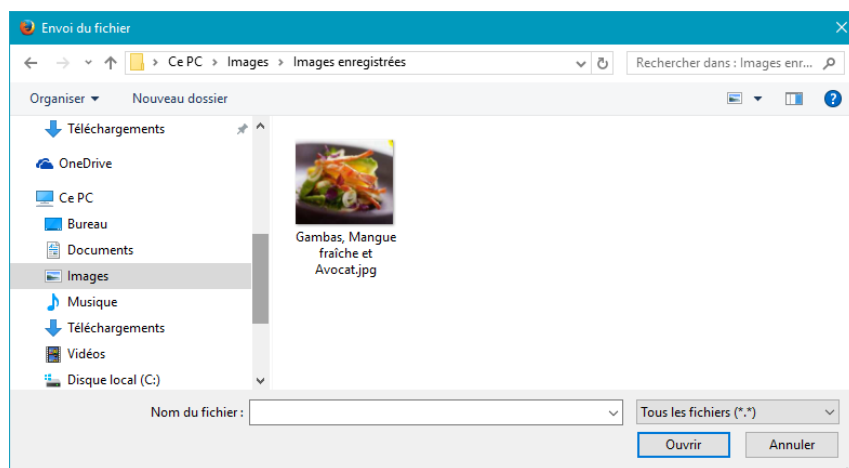 Envoi du fichier
Ce PC > Images > Images enregistrées
Rechercher dans : Images enr...
Organiser
Nouveau dossier
Téléchargements
OneDrive
Ce PC
Bureau
Documents
Images
Musique
Téléchargements
Vidéos
Disque local (C:)
Gambas, Mangue
fraîche et
Avocat.jpg
Nom du fichier :
Tous les fichiers (*.*)
Ouvrir
Annuler